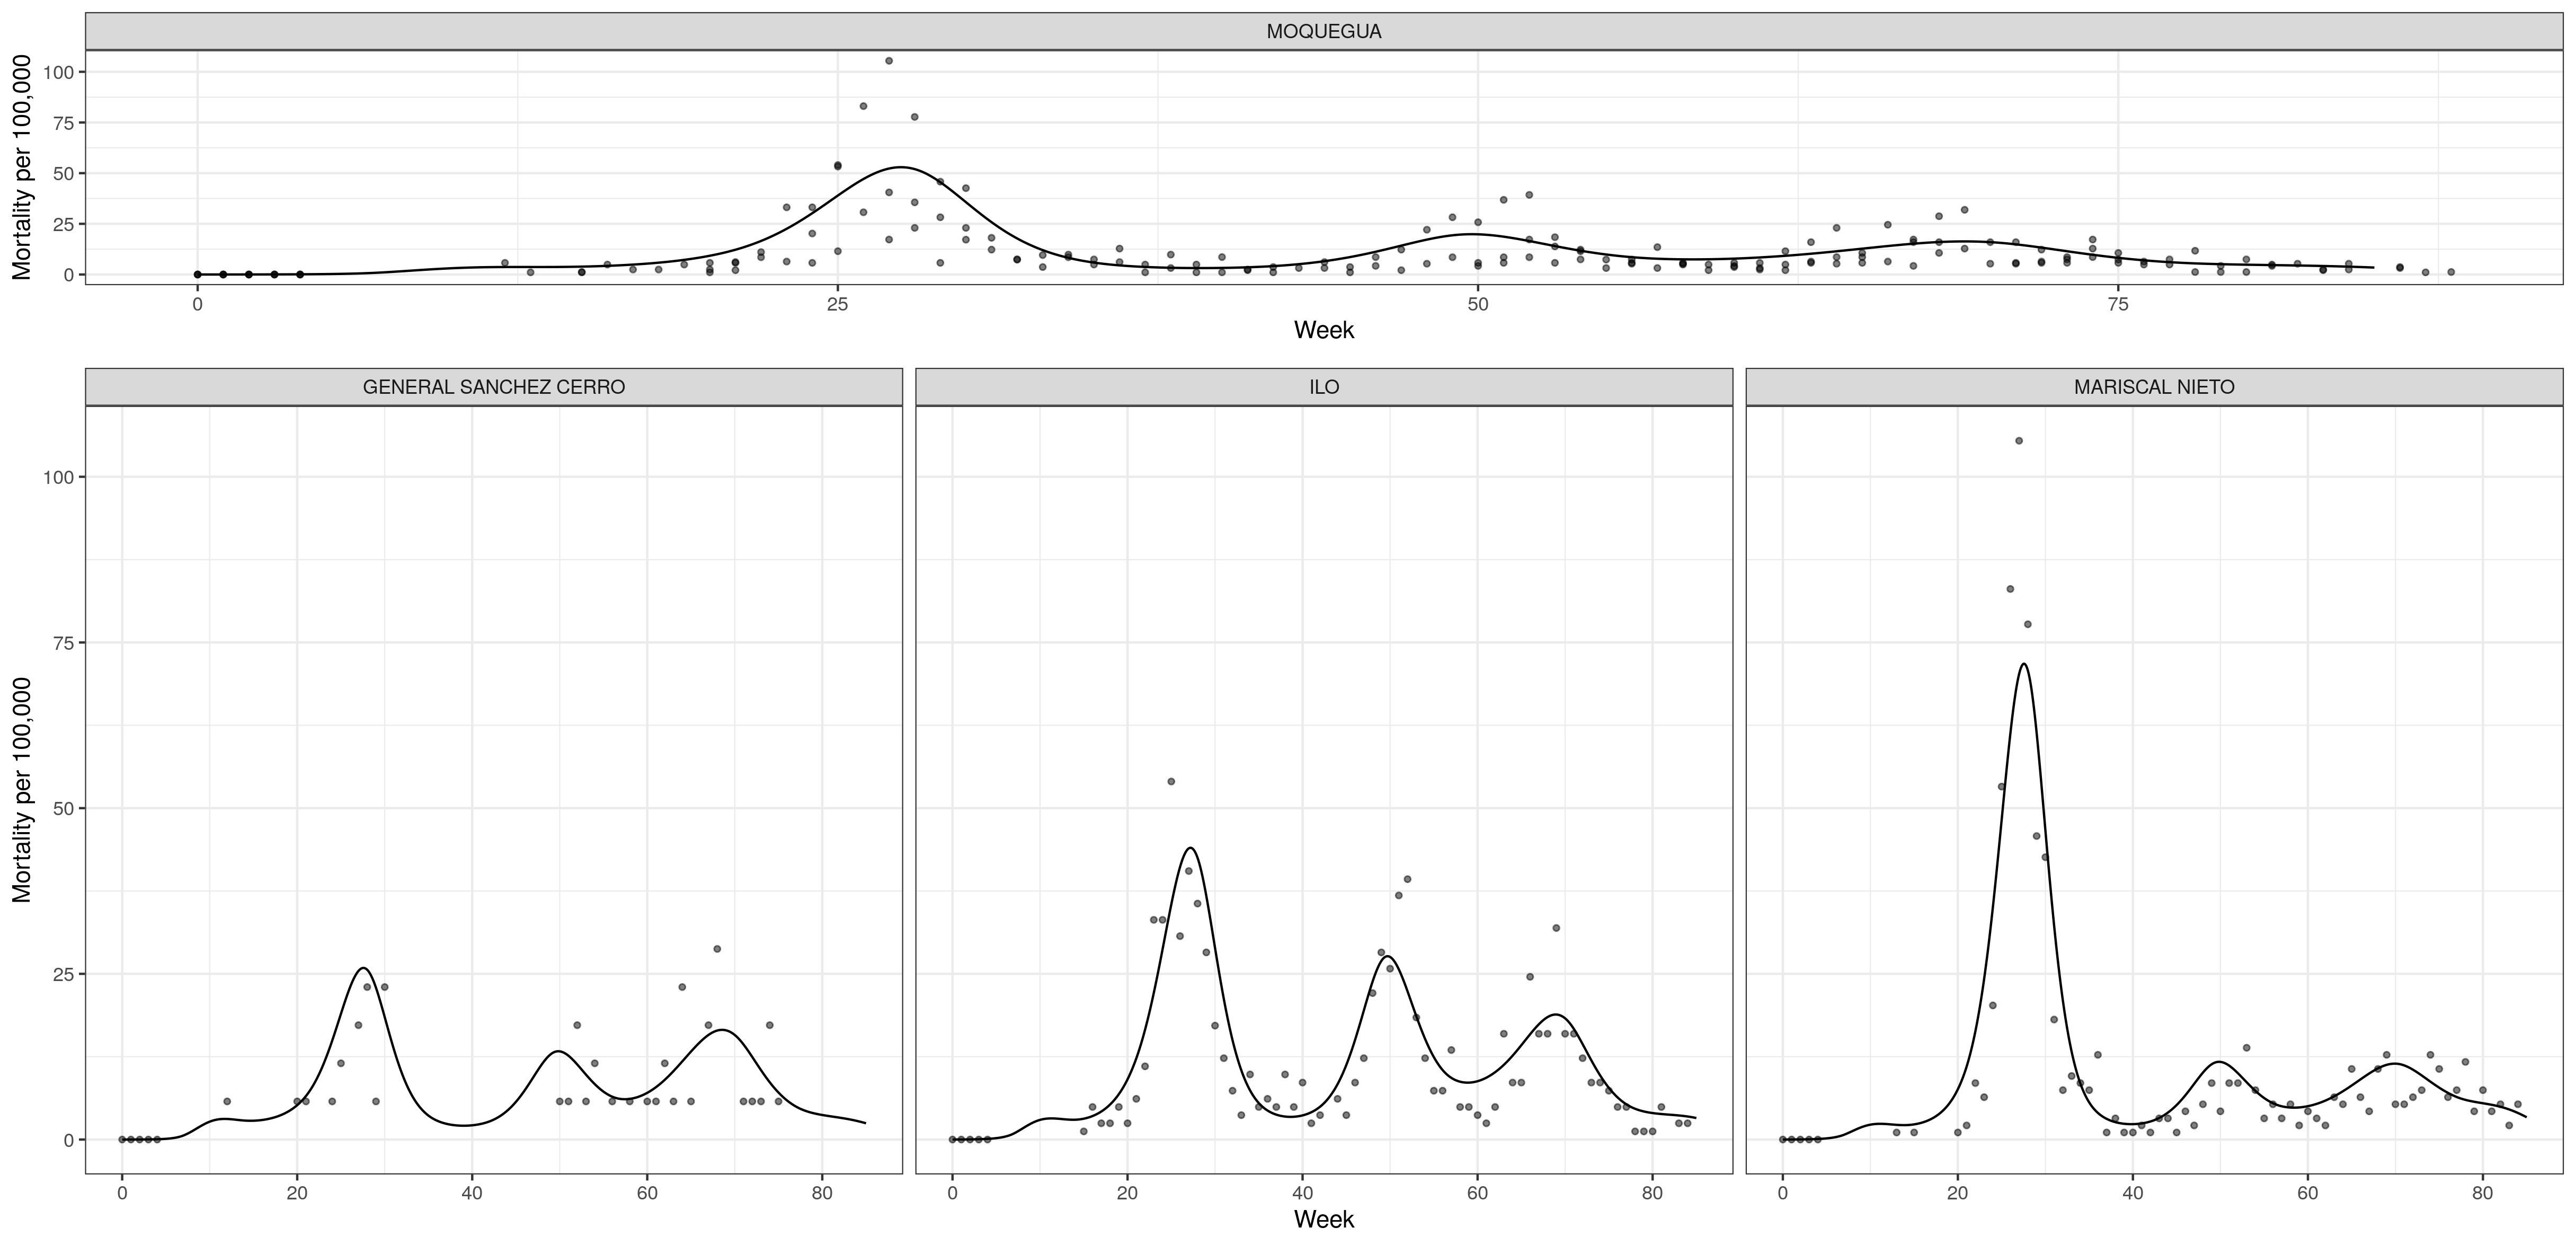 MOQUEGUA
Mortality per 100,000
100
75
50
25
0
0 25 50 75
Week
GENERAL SANCHEZ CERRO ILO MARISCAL NIETO
Mortality per 100,000
100
75
50
25
0
0 20 40 60 80 0 20 40 60 80 0 20 40 60 80
Week